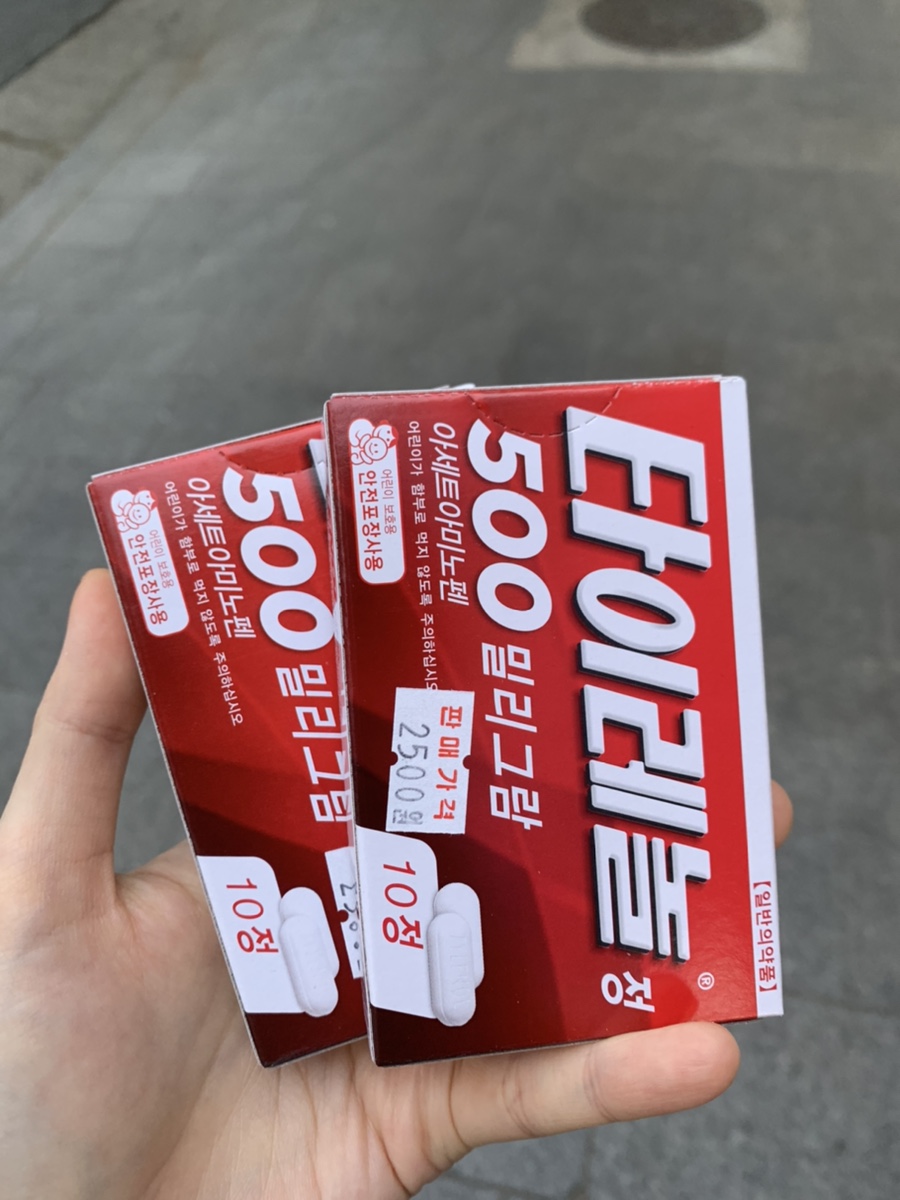 타이레놀®정
500 밀리그람
아세트아미노펜
어린이가 함부로 먹지 않도록 주의하십시오
어린이 보호용
안전포장사용
판매가격
2500원
10정
【일반의약품】
500 밀리그람
아세트아미노펜
어린이가 함부로 먹지 않도록 주의하십시오
어린이 보호용
안전포장사용
10정